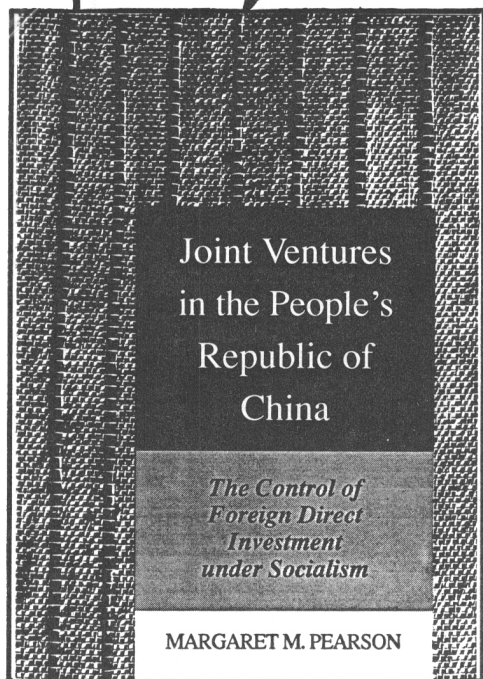 Joint Ventures
in the People's
Republic of
China
The Control of
Foreign Direct
Investment
under Socialism
MARGARET M. PEARSON